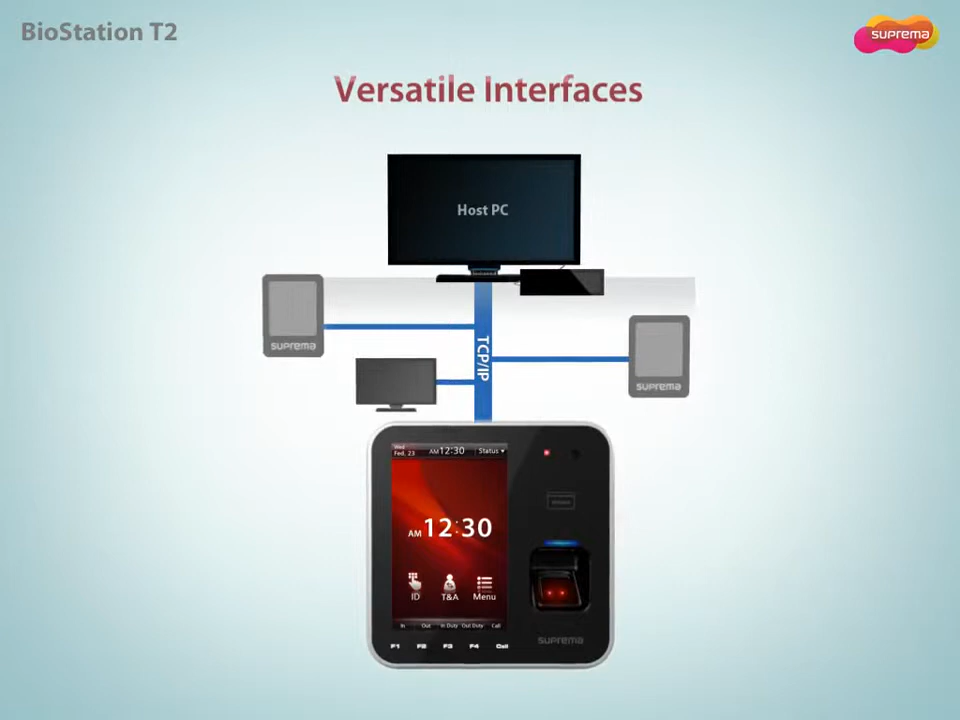 BioStation T2
suprema
Versatile Interfaces
Host PC
suprema
TCP/IP
suprema
Wed
Fed, 23
AM 12:30
Status ▾
AM 12:30
ID
T&A
Menu
In
Out
In Duty
Out Duty
Call
F1
F2
F3
F4
Call
suprema